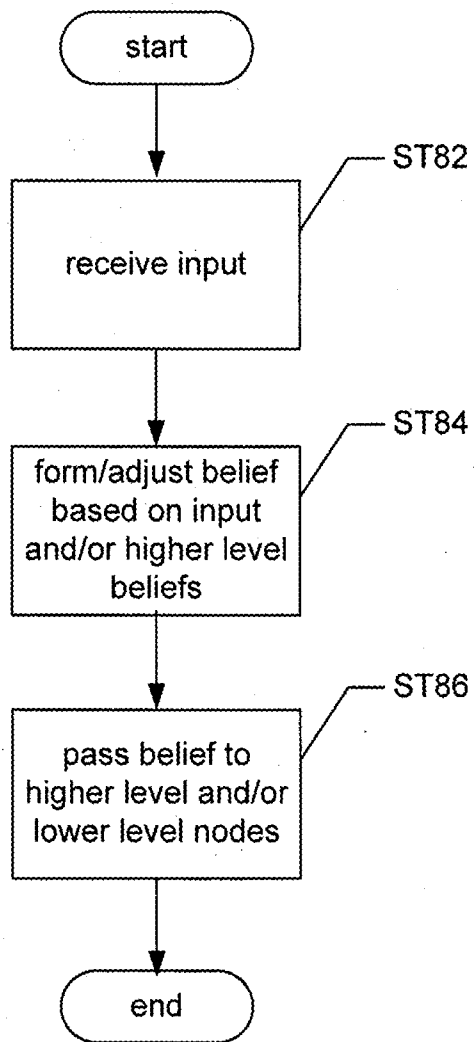 start
ST82
receive input
ST84
form/adjust belief
based on input
and/or higher level
beliefs
ST86
pass belief to
higher level and/or
lower level nodes
end